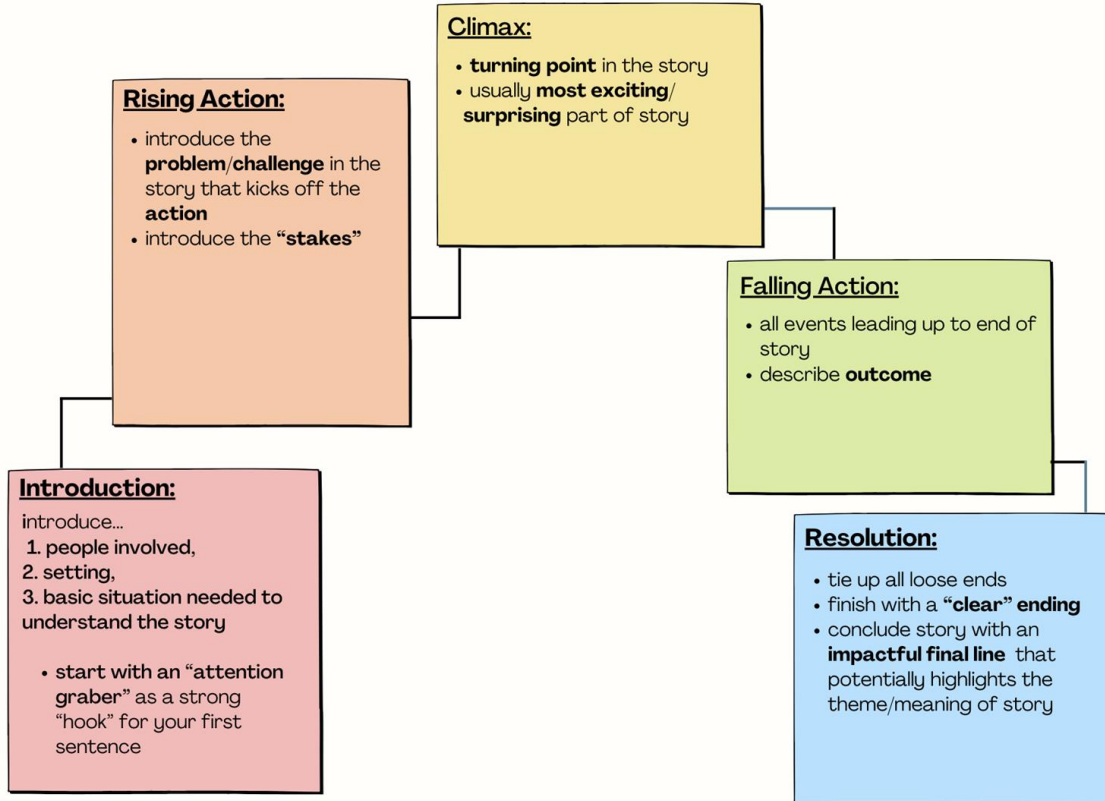 Introduction:
introduce...
1. people involved,
2. setting,
3. basic situation needed to
understand the story
• start with an “attention
graber” as a strong
“hook” for your first
sentence
Rising Action:
• introduce the
problem/challenge in the
story that kicks off the
action
• introduce the “stakes”
Climax:
• turning point in the story
• usually most exciting/
surprising part of story
Falling Action:
• all events leading up to end of
story
• describe outcome
Resolution:
• tie up all loose ends
• finish with a “clear” ending
• conclude story with an
impactful final line that
potentially highlights the
theme/meaning of story